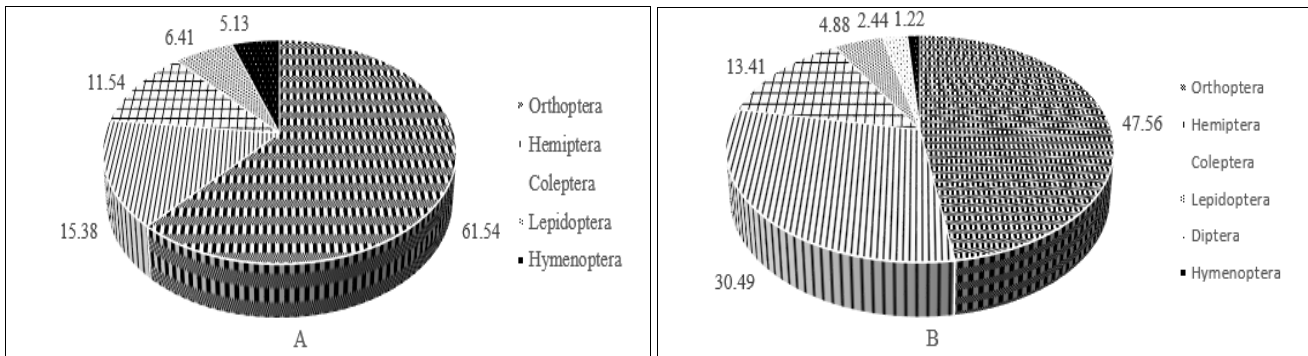 5.13
6.41
11.54
15.38
61.54
Orthoptera
Hemiptera
Coleptera
Lepidoptera
Hymenoptera
A
4.88
2.44
1.22
13.41
47.56
30.49
Orthoptera
Hemiptera
Coleptera
Lepidoptera
Diptera
Hymenoptera
B